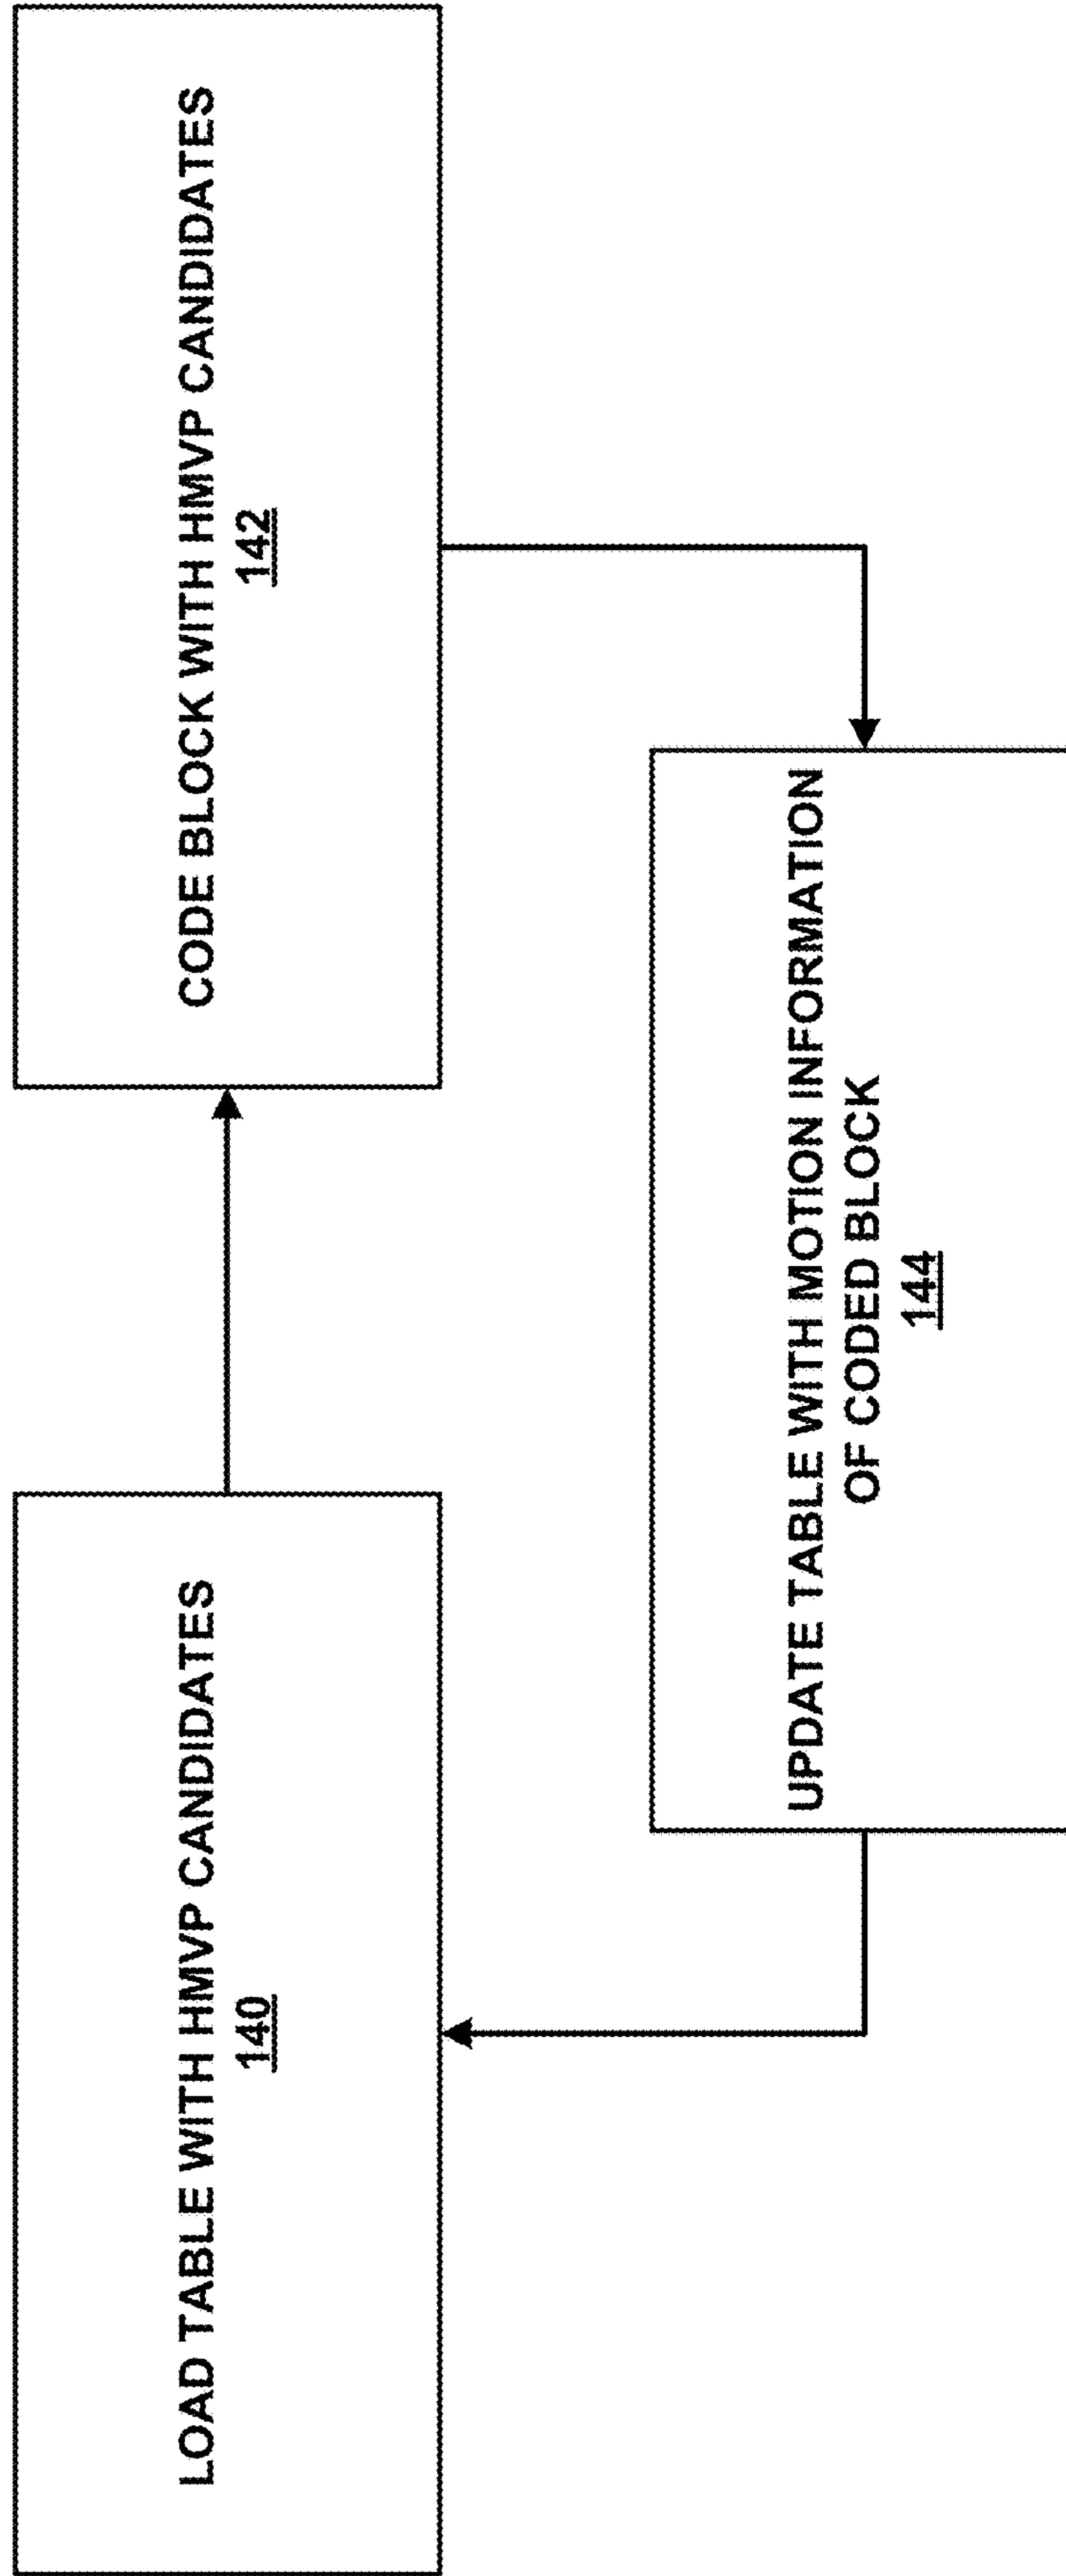 LOAD TABLE WITH HMVP CANDIDATES
140
CODE BLOCK WITH HMVP CANDIDATES
142
UPDATE TABLE WITH MOTION INFORMATION
OF CODED BLOCK
144